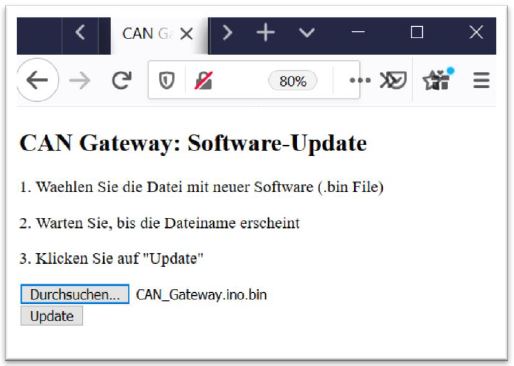 CAN G
80%
CAN Gateway: Software-Update
1. Waehlen Sie die Datei mit neuer Software (.bin File)
2. Warten Sie, bis die Dateiname erscheint
3. Klicken Sie auf "Update"
Durchsuchen... CAN_Gateway.ino.bin
Update